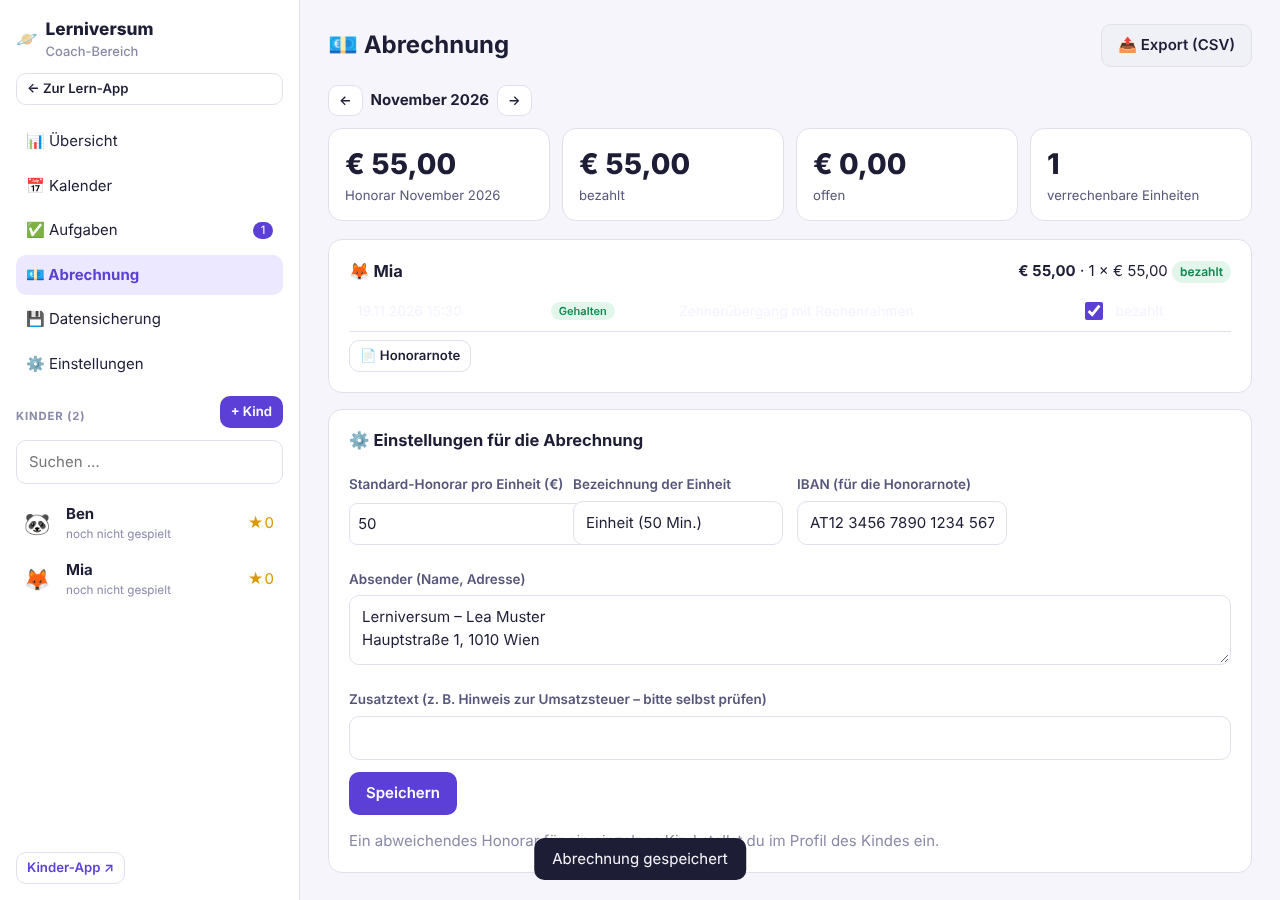 Lerniversum
Coach-Bereich
← Zur Lern-App
Übersicht
Kalender
Aufgaben 1
Abrechnung
Datensicherung
Einstellungen
KINDER (2) + Kind
Suchen ...
Ben ★ 0
noch nicht gespielt
Mia ★ 0
noch nicht gespielt
Kinder-App ↗
Abrechnung
Export (CSV)
← November 2026 →
€ 55,00
Honorar November 2026
€ 55,00
bezahlt
€ 0,00
offen
1
verrechenbare Einheiten
Mia € 55,00 · 1 × € 55,00 bezahlt
19.11.2026 15:30 Gehalten Zehnerübergang mit Rechenrahmen bezahlt
Honorarnote
Einstellungen für die Abrechnung
Standard-Honorar pro Einheit (€) Bezeichnung der Einheit IBAN (für die Honorarnote)
50 Einheit (50 Min.) AT12 3456 7890 1234 567
Absender (Name, Adresse)
Lerniversum – Lea Muster
Hauptstraße 1, 1010 Wien
Zusatztext (z. B. Hinweis zur Umsatzsteuer – bitte selbst prüfen)
Speichern
Ein abweichendes Honorar du im Profil des Kindes ein.
Abrechnung gespeichert